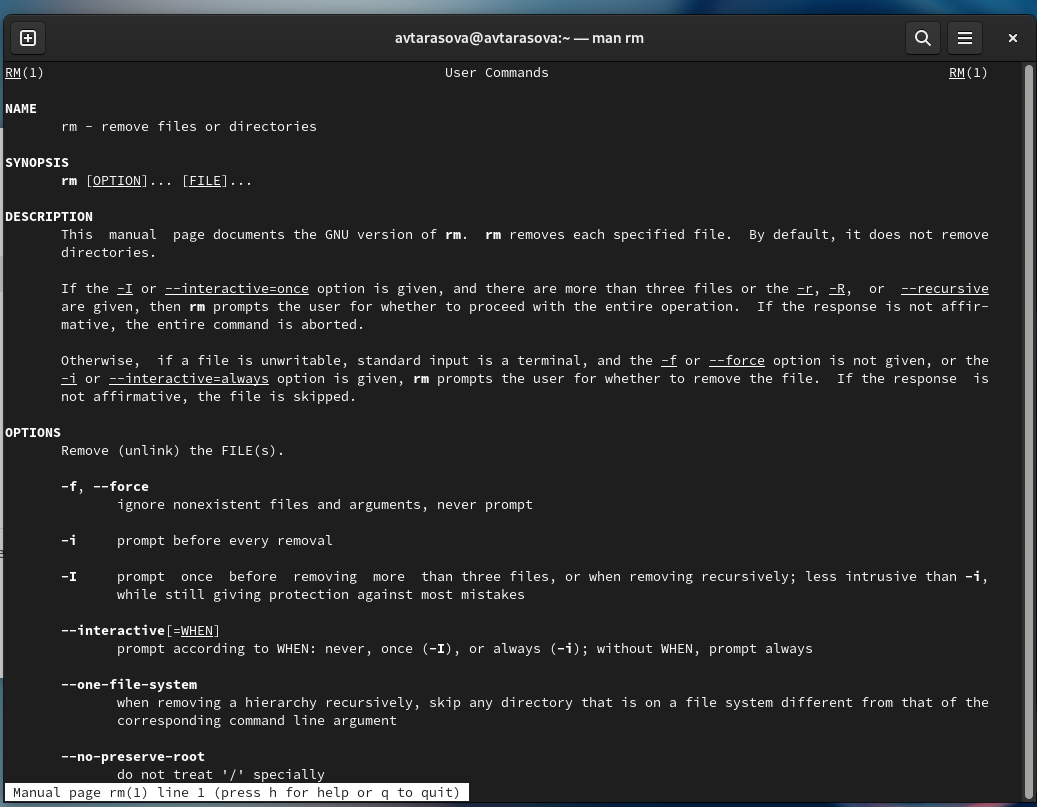 avtarasova@avtarasova:~ — man rm
RM(1) User Commands RM(1)
NAME
rm - remove files or directories
SYNOPSIS
rm [OPTION]... [FILE]...
DESCRIPTION
This manual page documents the GNU version of rm. rm removes each specified file. By default, it does not remove
directories.
If the -I or --interactive=once option is given, and there are more than three files or the -r, -R, or --recursive
are given, then rm prompts the user for whether to proceed with the entire operation. If the response is not affir-
mative, the entire command is aborted.
Otherwise, if a file is unwritable, standard input is a terminal, and the -f or --force option is not given, or the
-i or --interactive=always option is given, rm prompts the user for whether to remove the file. If the response is
not affirmative, the file is skipped.
OPTIONS
Remove (unlink) the FILE(s).
-f, --force
ignore nonexistent files and arguments, never prompt
-i prompt before every removal
-I prompt once before removing more than three files, or when removing recursively; less intrusive than -i,
while still giving protection against most mistakes
--interactive[=WHEN]
prompt according to WHEN: never, once (-I), or always (-i); without WHEN, prompt always
--one-file-system
when removing a hierarchy recursively, skip any directory that is on a file system different from that of the
corresponding command line argument
--no-preserve-root
do not treat '/' specially
Manual page rm(1) line 1 (press h for help or q to quit)